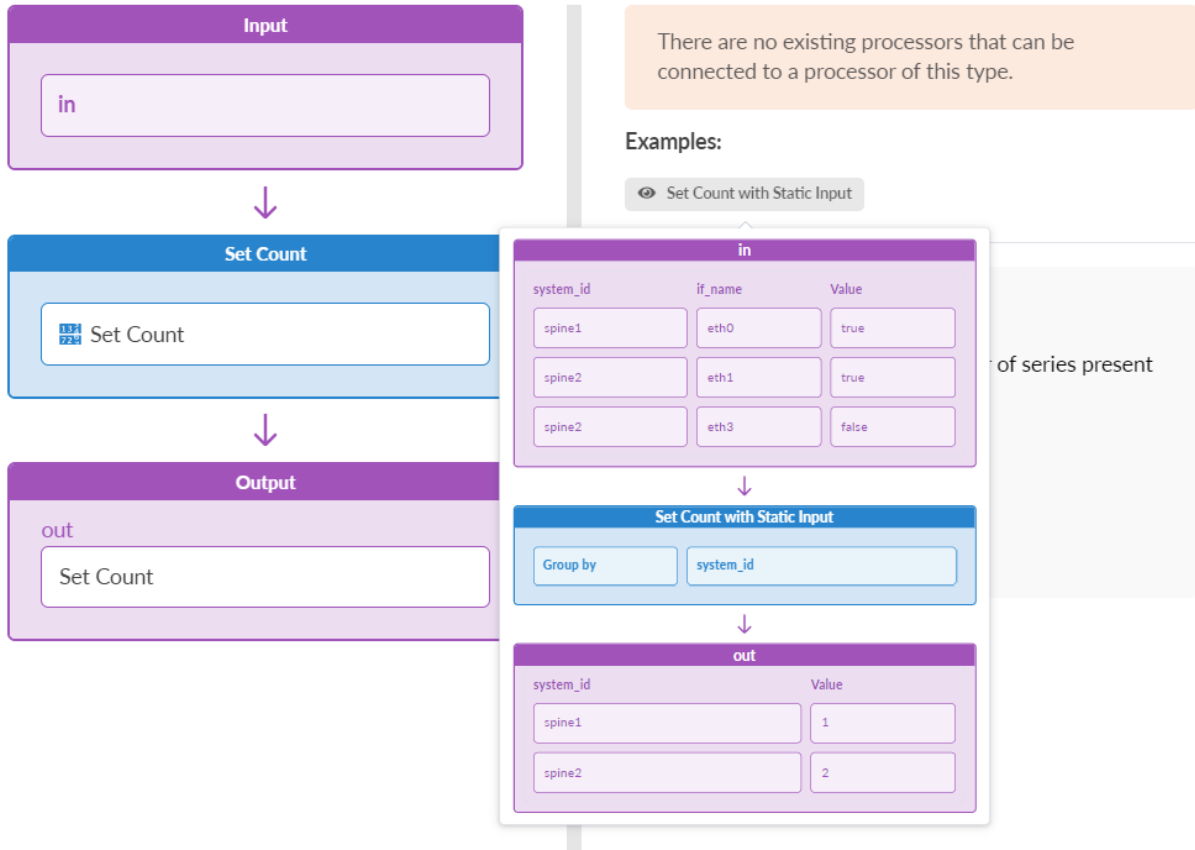 Input
in
Set Count
Set Count
Output
out
Set Count
There are no existing processors that can be
connected to a processor of this type.
Examples:
Set Count with Static Input
in
system_id if_name Value
spine1 eth0 true
spine2 eth1 true
spine2 eth3 false
Set Count with Static Input
Group by system_id
out
system_id Value
spine1 1
spine2 2
of series present